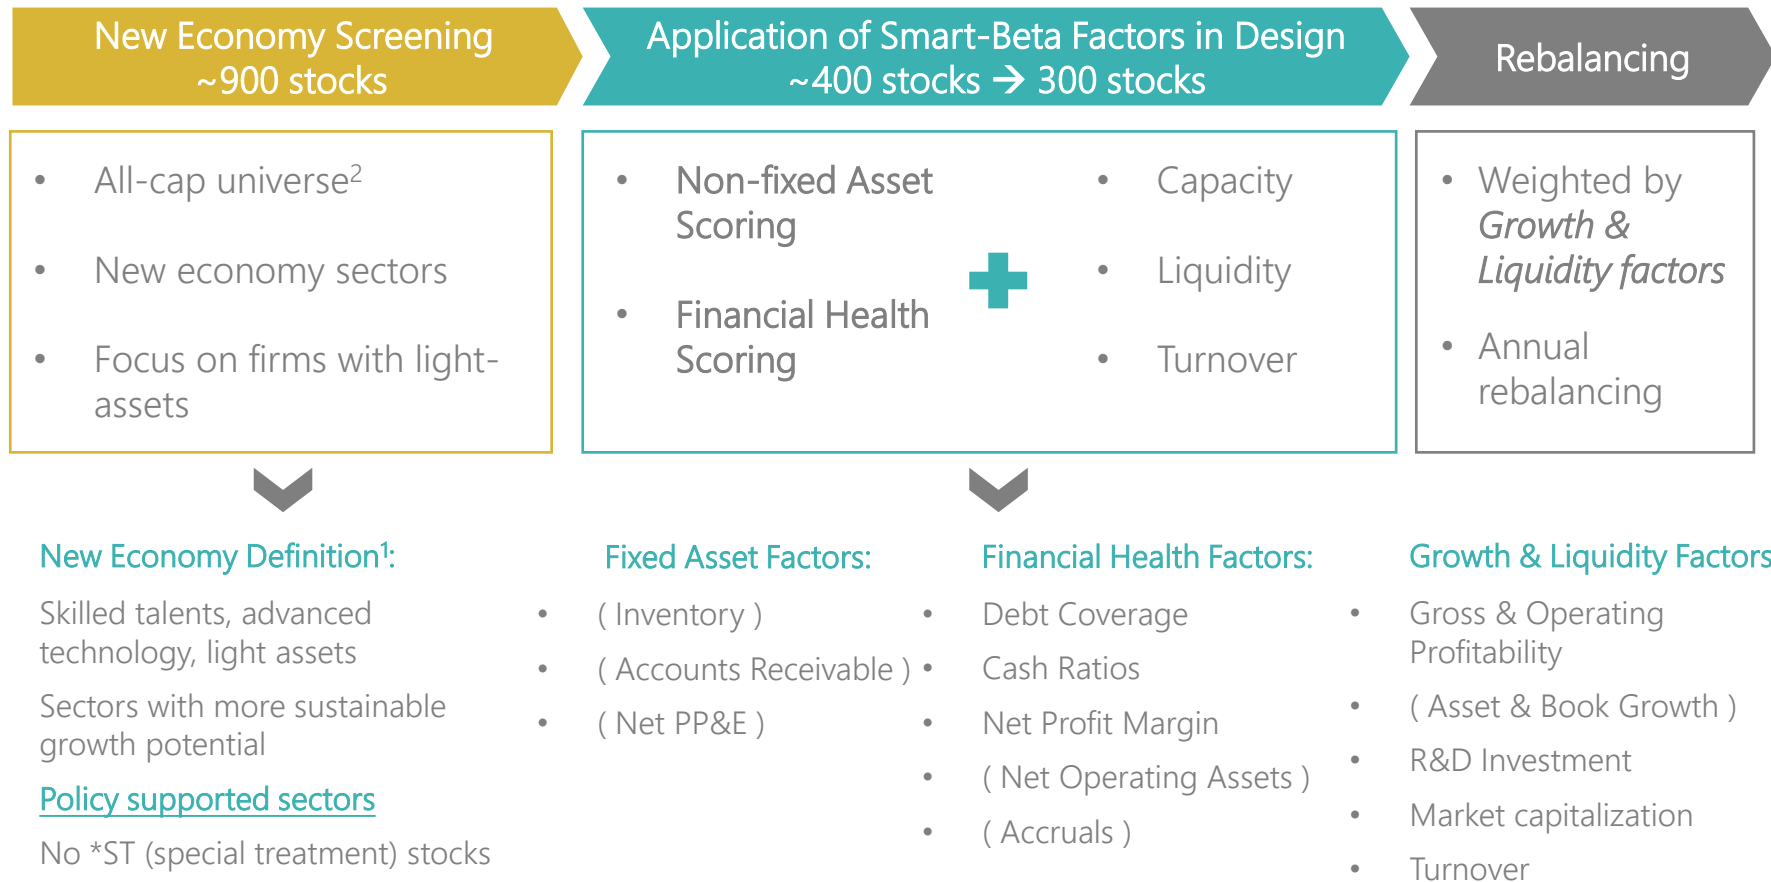 New Economy Screening
~900 stocks
Application of Smart-Beta Factors in Design
~400 stocks → 300 stocks
Rebalancing
• All-cap universe²
• New economy sectors
• Focus on firms with light-
assets
• Non-fixed Asset
Scoring
• Financial Health
Scoring
• Capacity
• Liquidity
• Turnover
• Weighted by
Growth &
Liquidity factors
• Annual
rebalancing
New Economy Definition¹:
Skilled talents, advanced
technology, light assets
Sectors with more sustainable
growth potential
Policy supported sectors
No *ST (special treatment) stocks
Fixed Asset Factors:
• ( Inventory )
• ( Accounts Receivable )
• ( Net PP&E )
Financial Health Factors:
• Debt Coverage
• Cash Ratios
• Net Profit Margin
• ( Net Operating Assets )
• ( Accruals )
Growth & Liquidity Factors
• Gross & Operating
Profitability
• ( Asset & Book Growth )
• R&D Investment
• Market capitalization
• Turnover